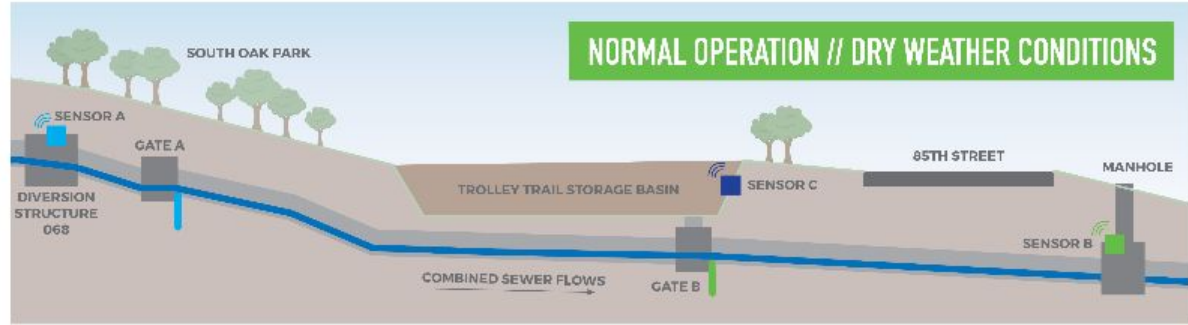 SOUTH OAK PARK
NORMAL OPERATION // DRY WEATHER CONDITIONS
SENSOR A
GATE A
85TH STREET
MANHOLE
TROLLEY TRAIL STORAGE BASIN
SENSOR C
DIVERSION
STRUCTURE
068
SENSOR B
COMBINED SEWER FLOWS
GATE B